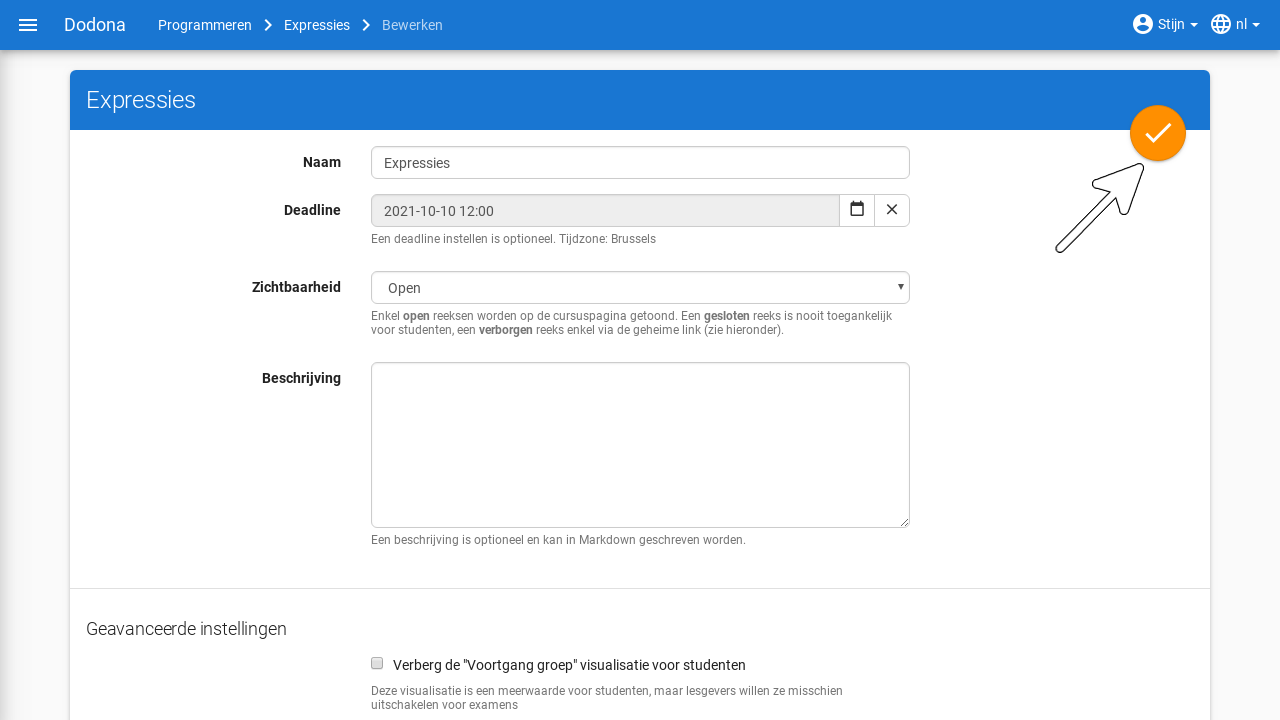 Dodona Programmeren Expressies Bewerken Stijn nl
Expressies
Naam Expressies
Deadline 2021-10-10 12:00
Een deadline instellen is optioneel. Tijdzone: Brussels
Zichtbaarheid Open
Enkel open reeksen worden op de cursuspagina getoond. Een gesloten reeks is nooit toegankelijk
voor studenten, een verborgen reeks enkel via de geheime link (zie hieronder).
Beschrijving
Een beschrijving is optioneel en kan in Markdown geschreven worden.
Geavanceerde instellingen
Verberg de "Voortgang groep" visualisatie voor studenten
Deze visualisatie is een meerwaarde voor studenten, maar lesgevers willen ze misschien
uitschakelen voor examens